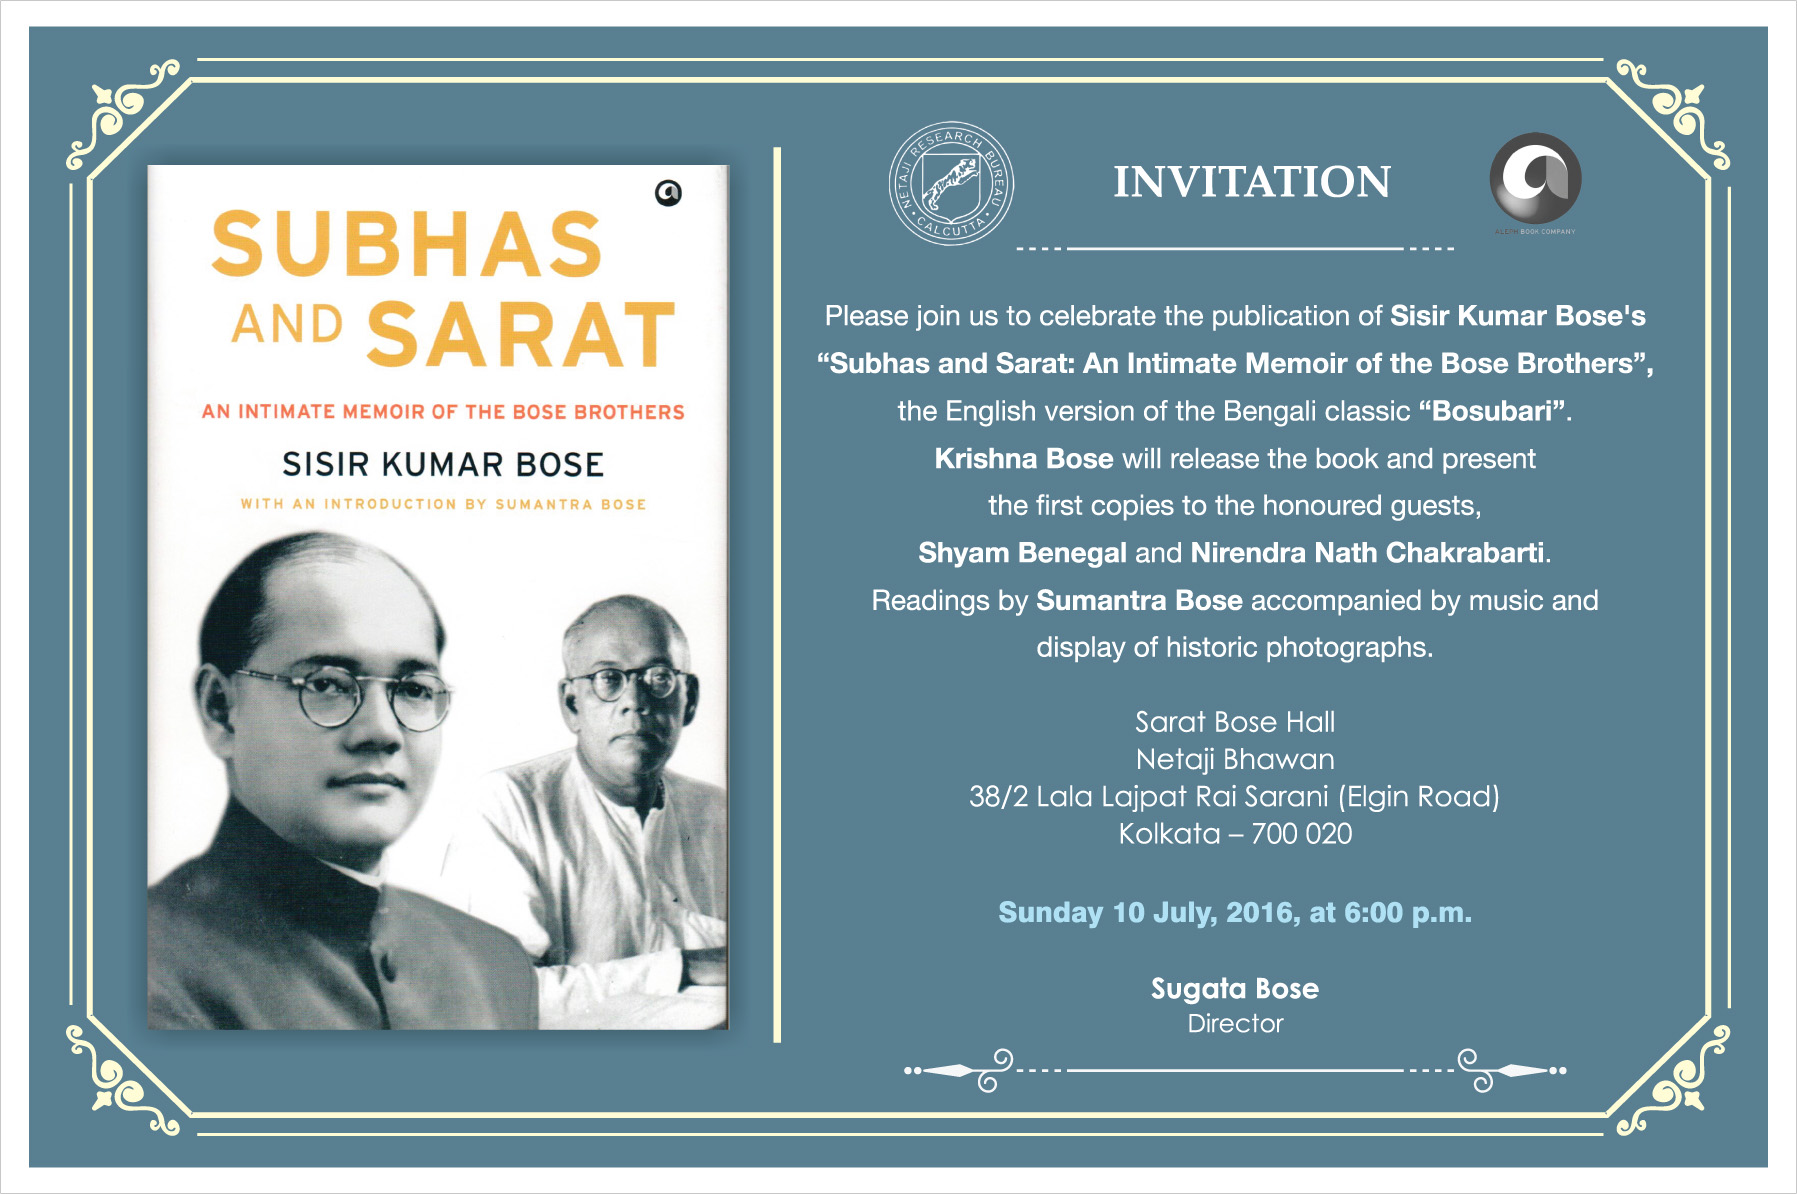 SUBHAS
AND SARAT
AN INTIMATE MEMOIR OF THE BOSE BROTHERS
SISIR KUMAR BOSE
WITH AN INTRODUCTION BY SUMANTRA BOSE
NETAJI RESEARCH BUREAU
• CALCUTTA •
INVITATION
ALEPH BOOK COMPANY
Please join us to celebrate the publication of Sisir Kumar Bose's
“Subhas and Sarat: An Intimate Memoir of the Bose Brothers”,
the English version of the Bengali classic “Bosubari”.
Krishna Bose will release the book and present
the first copies to the honoured guests,
Shyam Benegal and Nirendra Nath Chakrabarti.
Readings by Sumantra Bose accompanied by music and
display of historic photographs.
Sarat Bose Hall
Netaji Bhawan
38/2 Lala Lajpat Rai Sarani (Elgin Road)
Kolkata – 700 020
Sunday 10 July, 2016, at 6:00 p.m.
Sugata Bose
Director